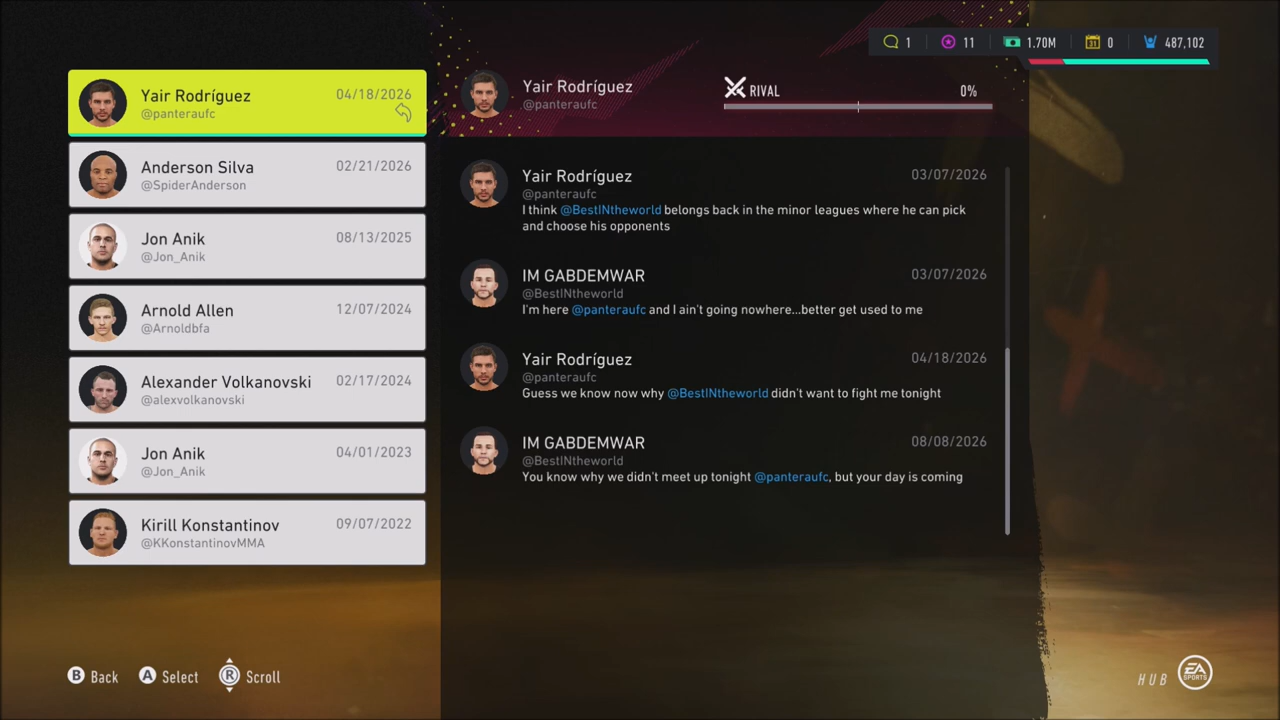 1
11
1.70M
31
0
487,102
Yair Rodríguez
04/18/2026
@panteraufc
Anderson Silva
02/21/2026
@SpiderAnderson
Jon Anik
08/13/2025
@Jon_Anik
Arnold Allen
12/07/2024
@Arnoldbfa
Alexander Volkanovski
02/17/2024
@alexvolkanovski
Jon Anik
04/01/2023
@Jon_Anik
Kirill Konstantinov
09/07/2022
@KKonstantinovMMA
Yair Rodríguez
@panteraufc
RIVAL
0%
Yair Rodríguez
03/07/2026
@panteraufc
I think @BestINtheworld belongs back in the minor leagues where he can pick
and choose his opponents
IM GABDEMWAR
03/07/2026
@BestINtheworld
I'm here @panteraufc and I ain't going nowhere...better get used to me
Yair Rodríguez
04/18/2026
@panteraufc
Guess we know now why @BestINtheworld didn't want to fight me tonight
IM GABDEMWAR
08/08/2026
@BestINtheworld
You know why we didn't meet up tonight @panteraufc, but your day is coming
B Back
A Select
R Scroll
HUB
EA SPORTS